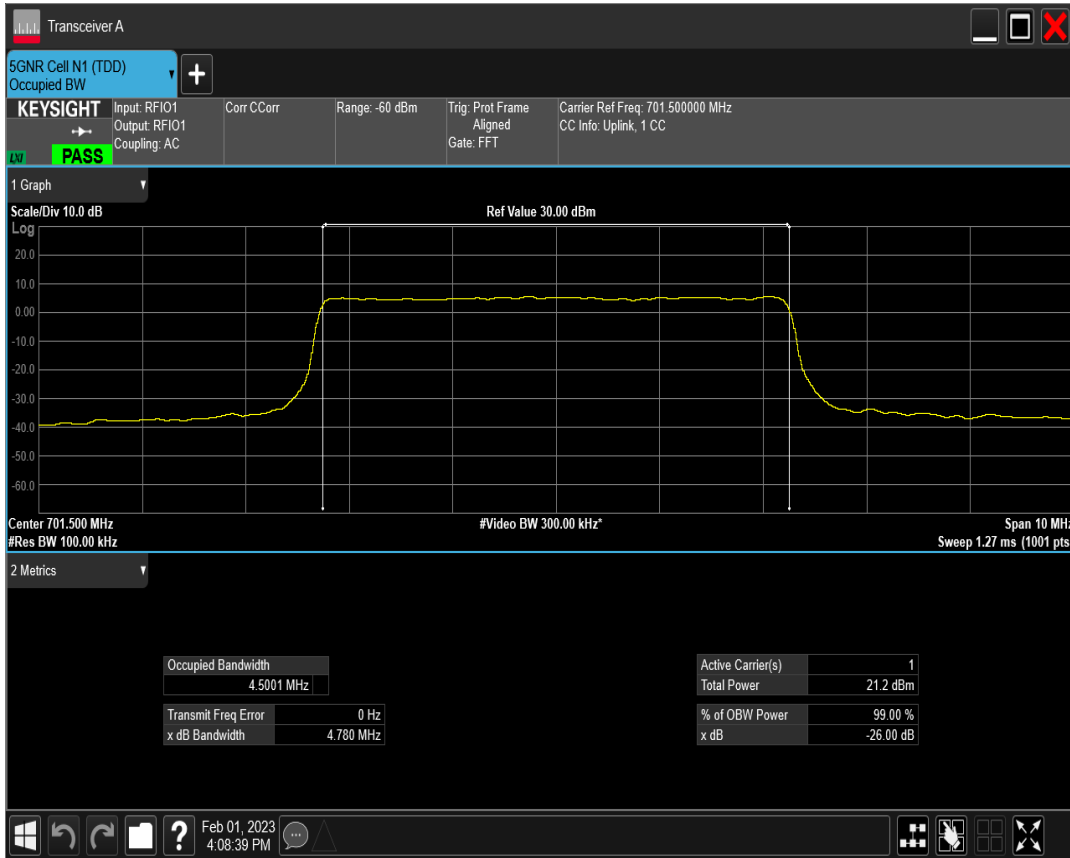 Transceiver A
5GNR Cell N1 (TDD)
Occupied BW
KEYSIGHT
LXI
PASS
Input: RFIO1
Output: RFIO1
Coupling: AC
Corr CCorr
Range: -60 dBm
Trig: Prot Frame
Aligned
Gate: FFT
Carrier Ref Freq: 701.500000 MHz
CC Info: Uplink, 1 CC
1 Graph
Scale/Div 10.0 dB
Ref Value 30.00 dBm
Log
20.0
10.0
0.00
-10.0
-20.0
-30.0
-40.0
-50.0
-60.0
Center 701.500 MHz
#Video BW 300.00 kHz*
Span 10 MHz
#Res BW 100.00 kHz
Sweep 1.27 ms (1001 pts
2 Metrics
Occupied Bandwidth
4.5001 MHz
Transmit Freq Error 0 Hz
x dB Bandwidth 4.780 MHz
Active Carrier(s) 1
Total Power 21.2 dBm
% of OBW Power 99.00 %
x dB -26.00 dB
?
Feb 01, 2023
4:08:39 PM